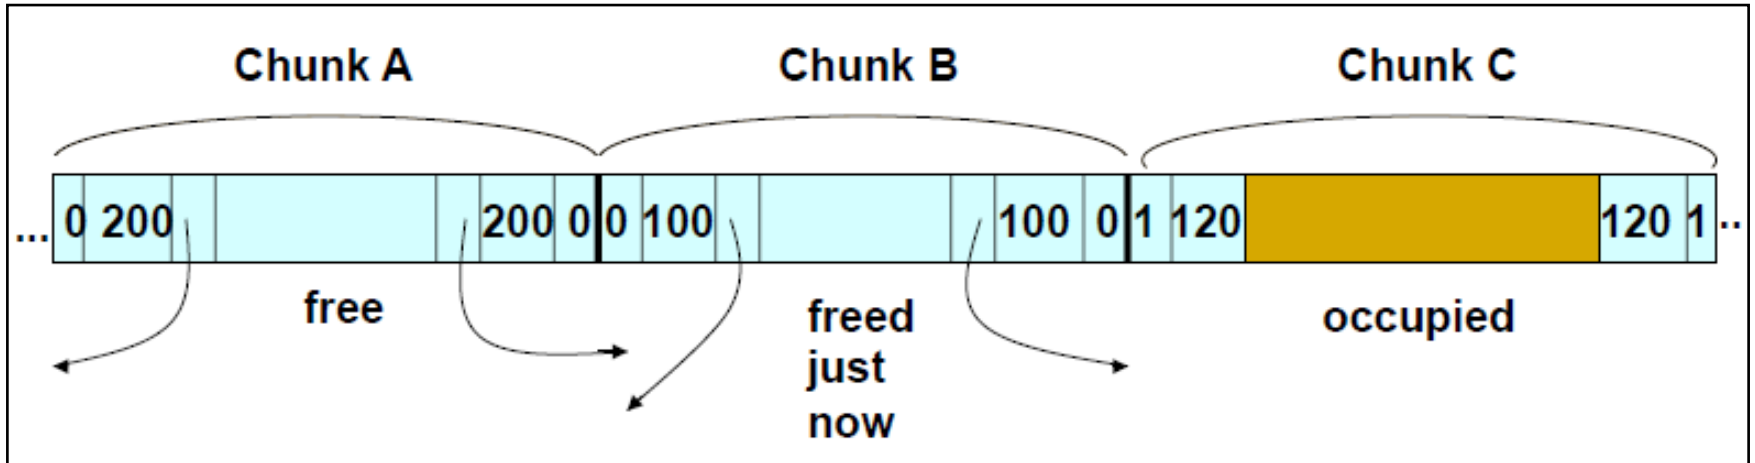 Chunk A Chunk B Chunk C
... 0 200 200 0 0 100 100 0 1 120 120 1 ..
free freed just now occupied